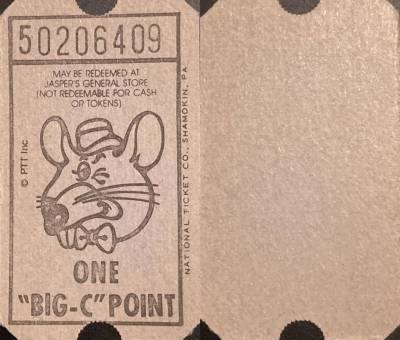 50206409
MAY BE REDEEMED AT
JASPER'S GENERAL STORE
(NOT REDEEMABLE FOR CASH
OR TOKENS)
© PTT Inc
NATIONAL TICKET CO., SHAMOKIN, PA
ONE
"BIG-C" POINT